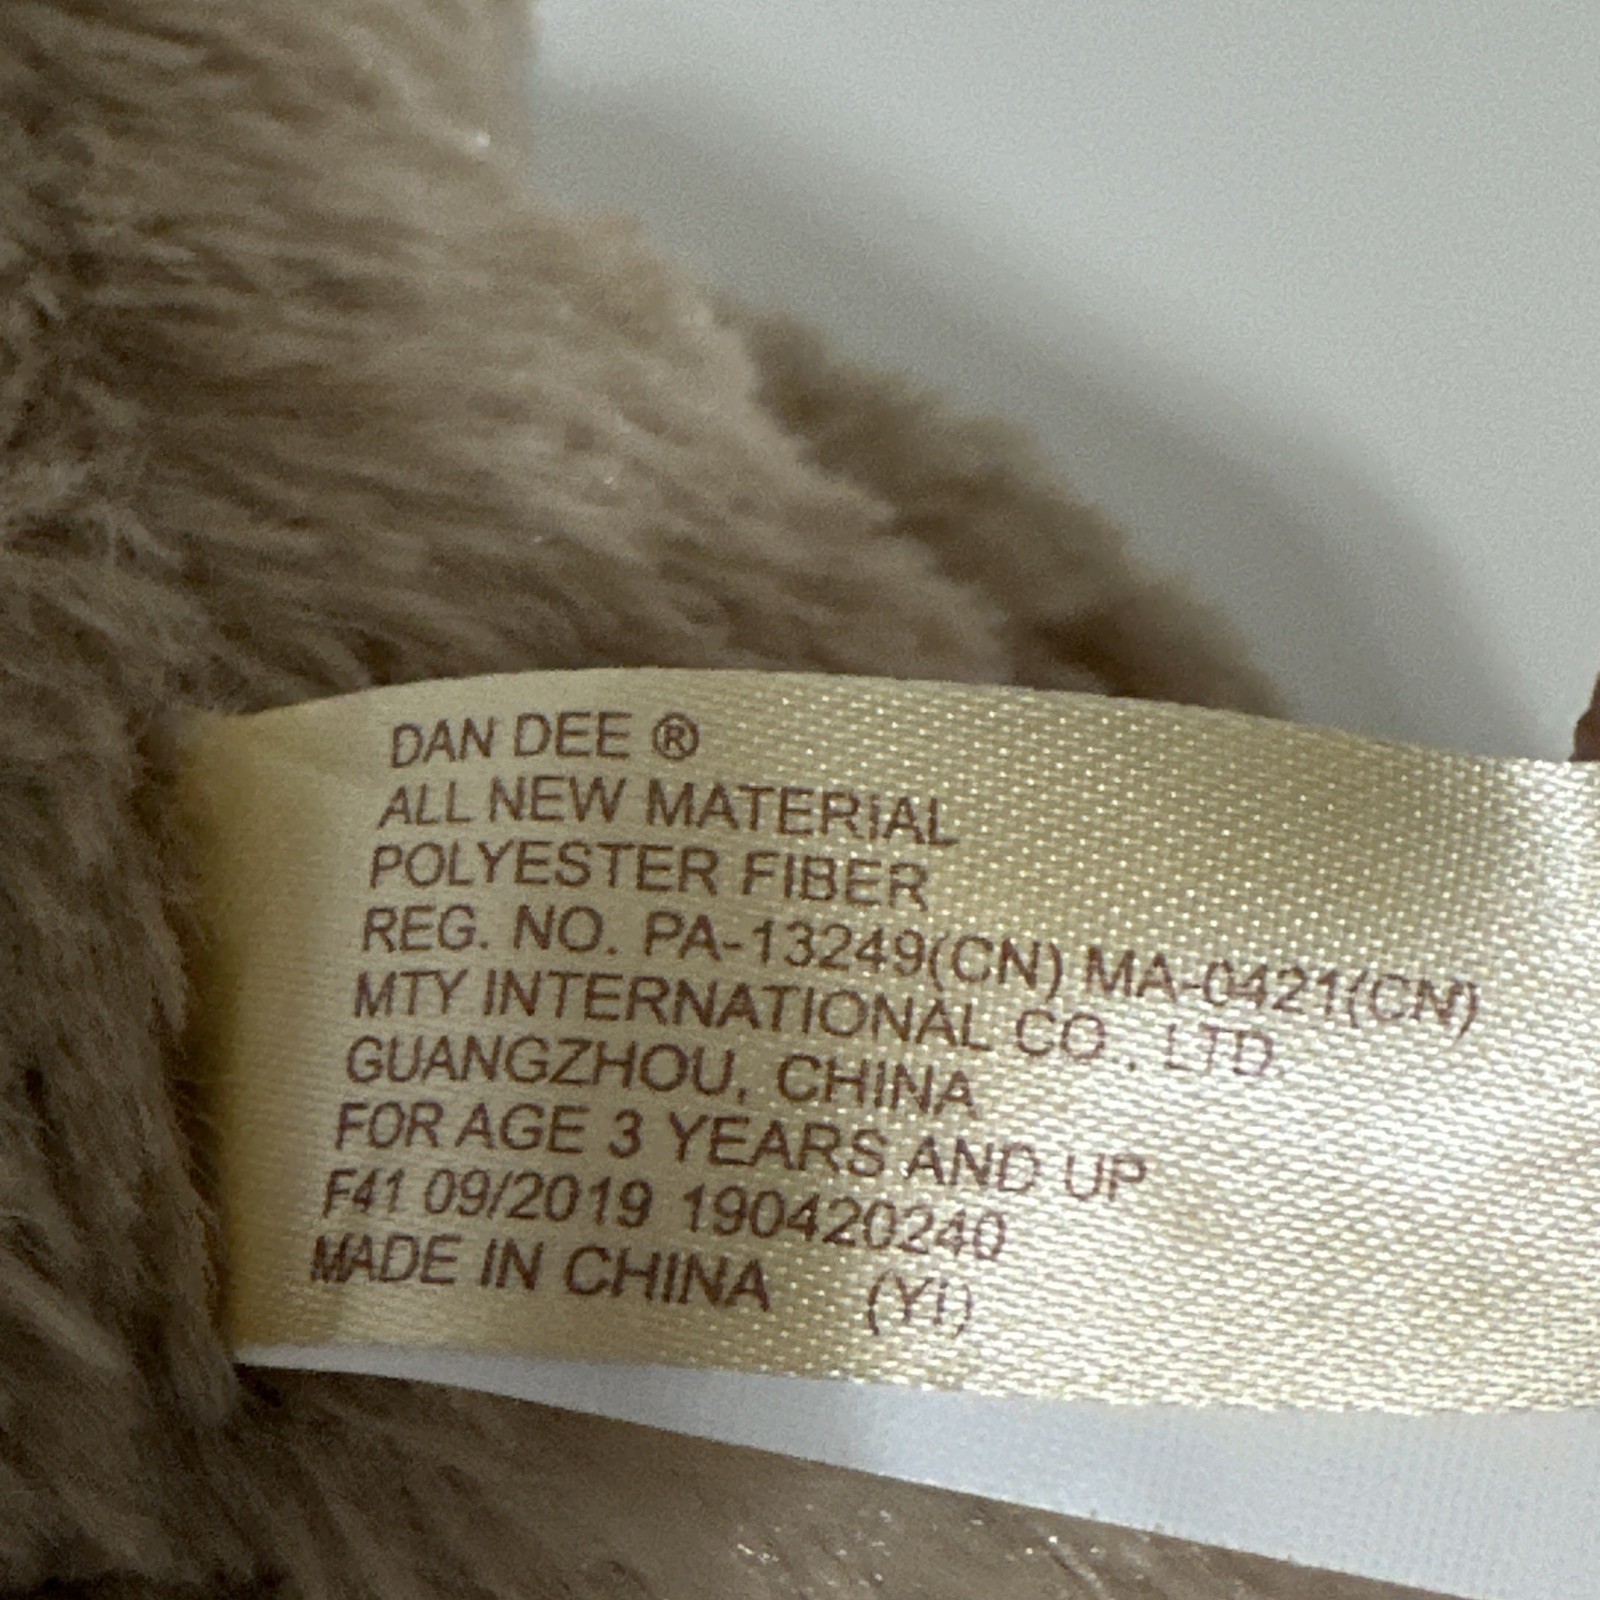 DAN DEE ®
ALL NEW MATERiAL
POLYESTER FIBER
REG. NO. PA-13249(CN) MA-0421(CN)
MTY INTERNATIONAL CO., LTD.
GUANGZHOU, CHINA
FOR AGE 3 YEARS AND UP
F41 09/2019 190420240
MADE IN CHINA (Yi)